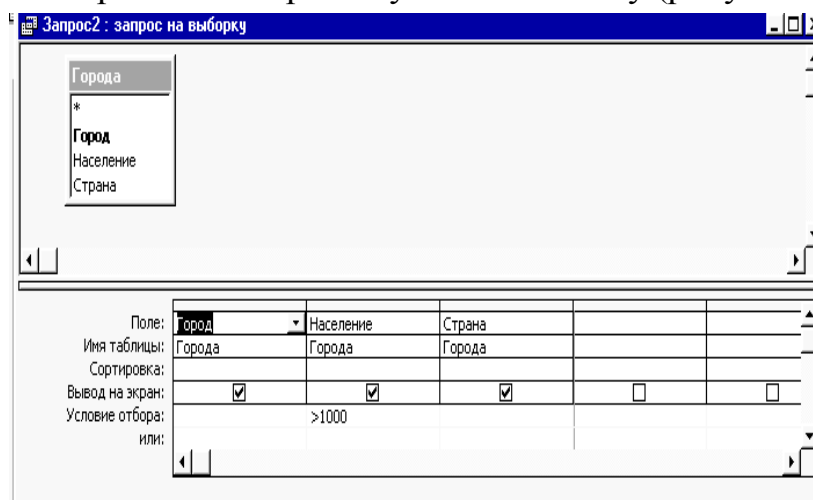 Запрос2 : запрос на выборку
Города
*
Город
Население
Страна
Поле: Город Население Страна
Имя таблицы: Города Города Города
Сортировка:
Вывод на экран:
Условие отбора: >1000
или: